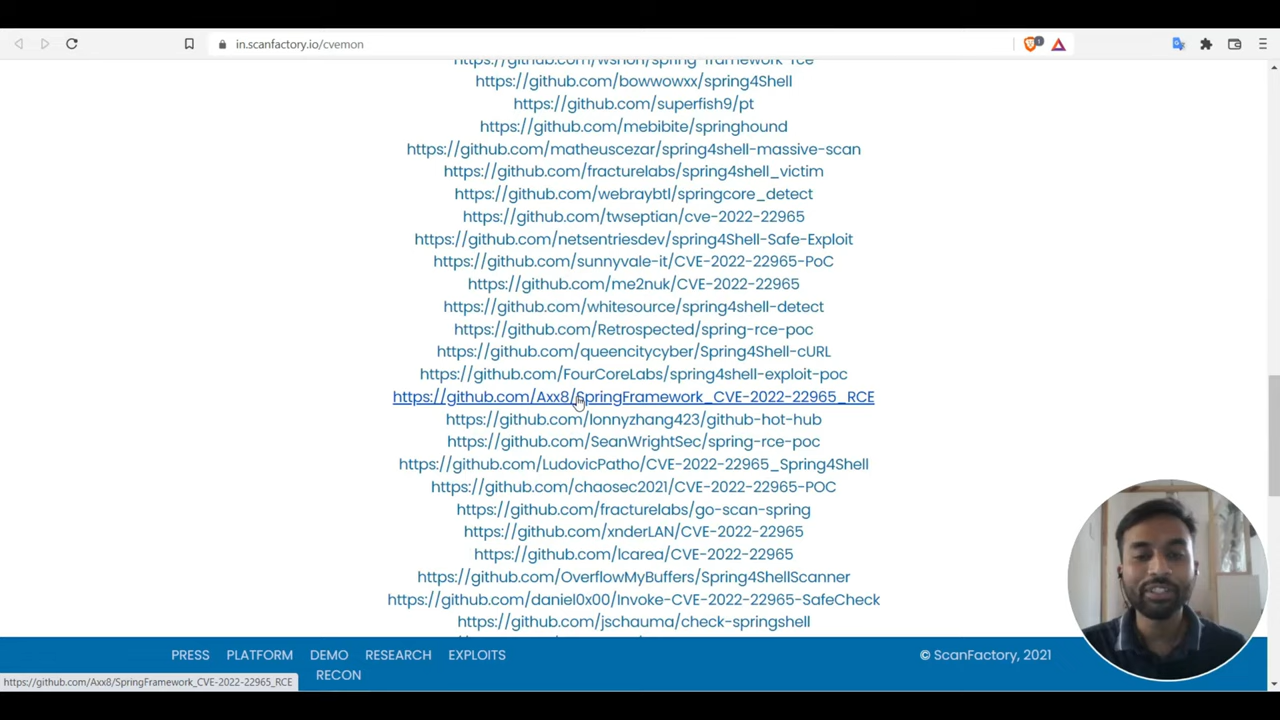 in.scanfactory.io/cvemon
https://github.com/wshon/spring-framework-rce
https://github.com/bowwowxx/spring4Shell
https://github.com/superfish9/pt
https://github.com/mebibite/springhound
https://github.com/matheuscezar/spring4shell-massive-scan
https://github.com/fracturelabs/spring4shell_victim
https://github.com/webraybtl/springcore_detect
https://github.com/twseptian/cve-2022-22965
https://github.com/netsentriesdev/spring4Shell-Safe-Exploit
https://github.com/sunnyvale-it/CVE-2022-22965-PoC
https://github.com/me2nuk/CVE-2022-22965
https://github.com/whitesource/spring4shell-detect
https://github.com/Retrospected/spring-rce-poc
https://github.com/queencitycyber/Spring4Shell-cURL
https://github.com/FourCoreLabs/spring4shell-exploit-poc
https://github.com/Axx8/SpringFramework_CVE-2022-22965_RCE
https://github.com/lonnyzhang423/github-hot-hub
https://github.com/SeanWrightSec/spring-rce-poc
https://github.com/LudovicPatho/CVE-2022-22965_Spring4Shell
https://github.com/chaosec2021/CVE-2022-22965-POC
https://github.com/fracturelabs/go-scan-spring
https://github.com/xnderLAN/CVE-2022-22965
https://github.com/lcarea/CVE-2022-22965
https://github.com/OverflowMyBuffers/Spring4ShellScanner
https://github.com/daniel0x00/Invoke-CVE-2022-22965-SafeCheck
https://github.com/jschauma/check-springshell
PRESS PLATFORM DEMO RESEARCH EXPLOITS © ScanFactory, 2021
RECON
https://github.com/Axx8/SpringFramework_CVE-2022-22965_RCE